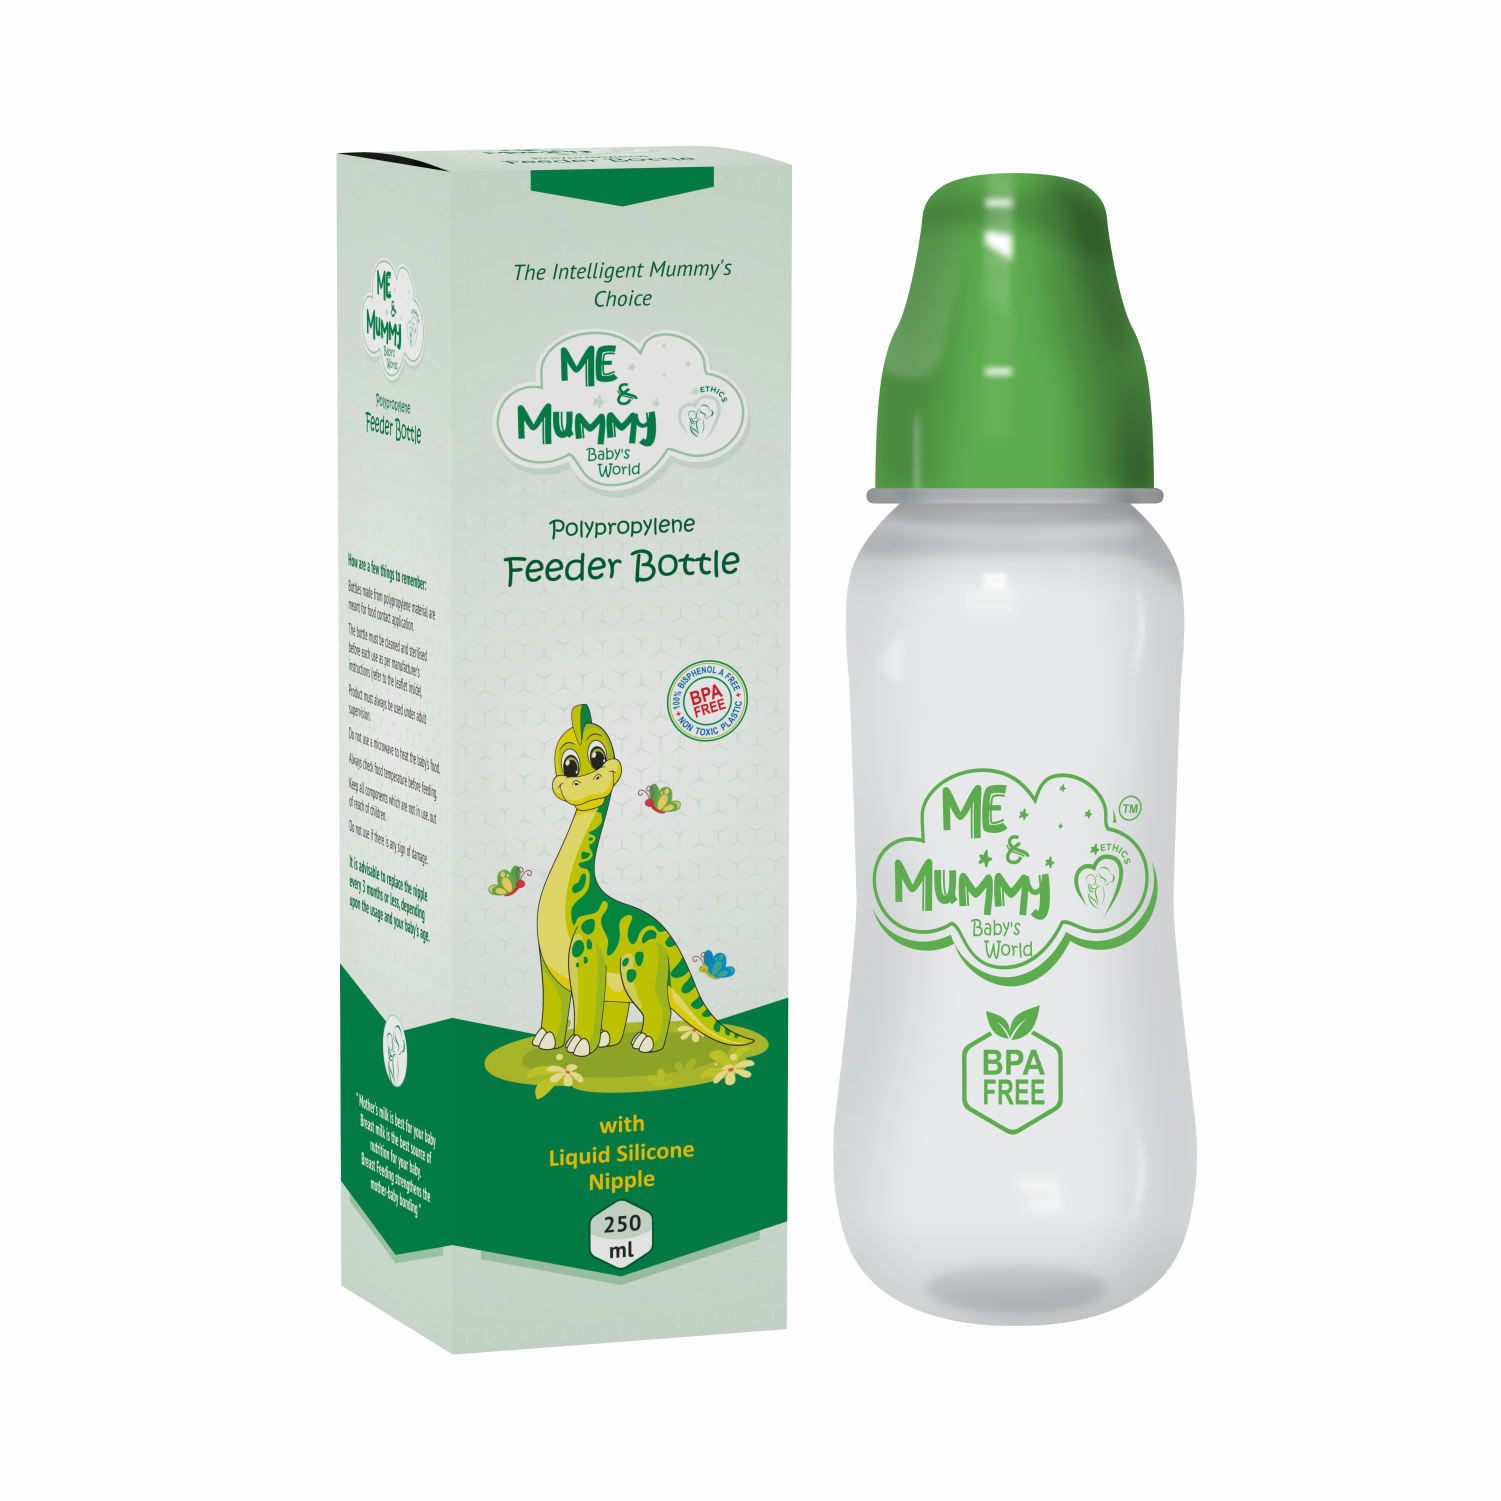 Feeder Bottle
The Intelligent Mummy's
Choice
ME
&
Mummy
Baby's
World
ETHICS
Polypropylene
Feeder Bottle
100% BISPHENOL A FREE
BPA
FREE
NON TOXIC PLASTIC
with
Liquid Silicone
Nipple
250
ml
ME
&
Mummy
Baby's
World
Polypropylene
Feeder Bottle
How are a few things to remember:
Bottles made from polypropylene material are
meant for food contact application.
The bottle must be cleaned and sterilised
before each use as per manufacturer's
instructions (refer to the leaflet inside).
Product must always be used under adult
supervision.
Do not use a microwave to heat the baby's food.
Always check food temperature before feeding.
Keep all components which are not in use, out
of reach of children.
Do not use if there is any sign of damage.
It is advisable to replace the nipple
every 3 months or less, depending
upon the usage and your baby's age..
" Mother's milk is best for your baby
Breast milk is the best source of
nutrition for your baby.
Breast Feeding strengthens the
mother-baby bonding "
ME
&
Mummy
Baby's
World
TM
ETHICS
BPA
FREE